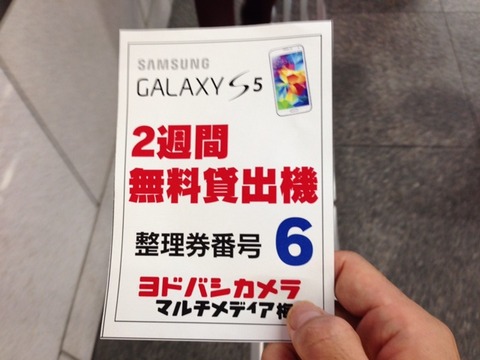 SAMSUNG
GALAXY S5
2週間
無料貸出機
整理券番号 6
ヨドバシカメラ
マルチメディア梅